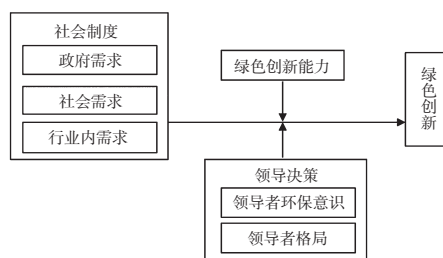 社会制度
政府需求
社会需求
行业内需求
绿色创新能力
绿色创新
领导决策
领导者环保意识
领导者格局